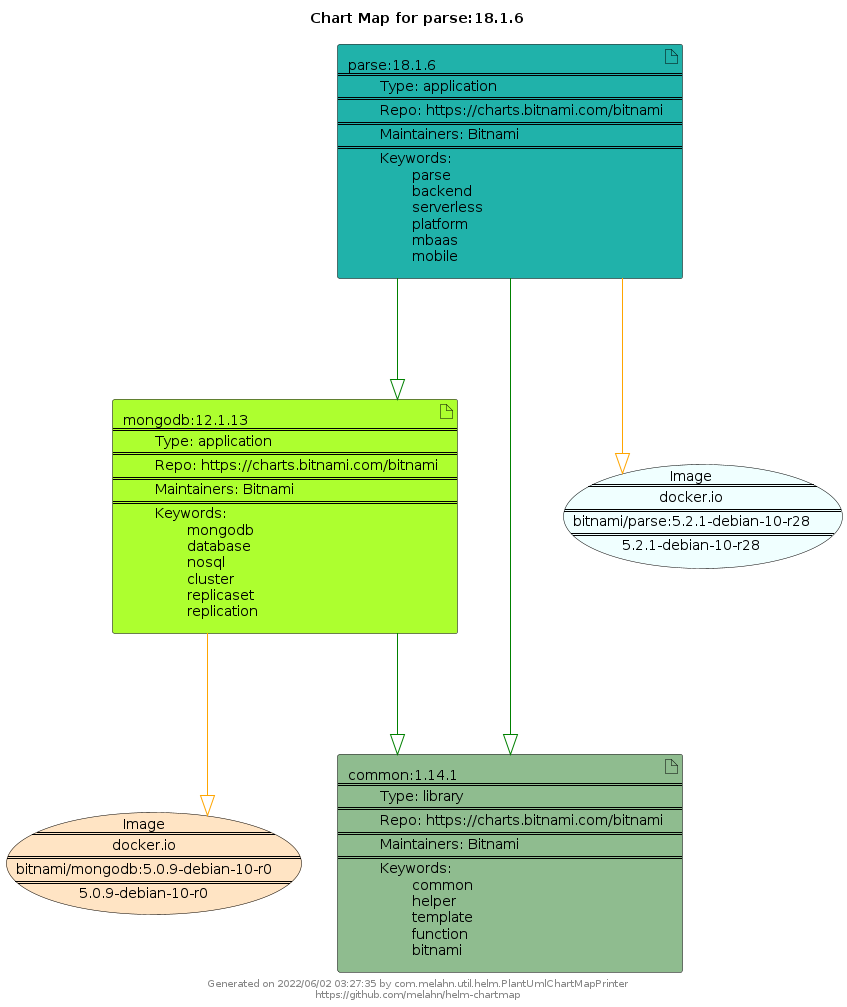 Chart Map for parse:18.1.6
parse:18.1.6
Type: application
Repo: https://charts.bitnami.com/bitnami
Maintainers: Bitnami
Keywords:
parse
backend
serverless
platform
mbaas
mobile
mongodb:12.1.13
Type: application
Repo: https://charts.bitnami.com/bitnami
Maintainers: Bitnami
Keywords:
mongodb
database
nosql
cluster
replicaset
replication
Image
docker.io
bitnami/parse:5.2.1-debian-10-r28
5.2.1-debian-10-r28
common:1.14.1
Type: library
Repo: https://charts.bitnami.com/bitnami
Maintainers: Bitnami
Keywords:
common
helper
template
function
bitnami
Image
docker.io
bitnami/mongodb:5.0.9-debian-10-r0
5.0.9-debian-10-r0
Generated on 2022/06/02 03:27:35 by com.melahn.util.helm.PlantUmlChartMapPrinter
https://github.com/melahn/helm-chartmap